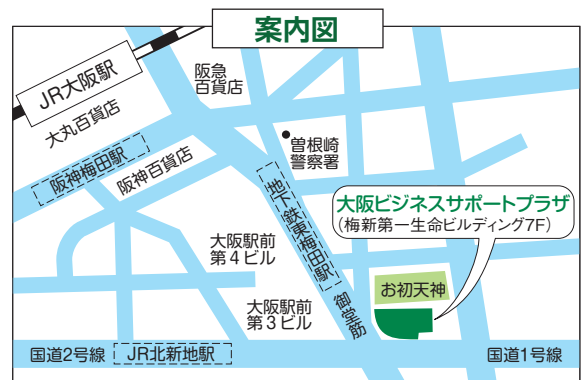 案内図
JR大阪駅
阪急
百貨店
大丸百貨店
阪神梅田駅
阪神百貨店
曽根崎
警察署
地下鉄東梅田駅
大阪ビジネスサポートプラザ
(梅新第一生命ビルディング7F)
大阪駅前
第4ビル
お初天神
大阪駅前
第3ビル
御堂筋
国道2号線
JR北新地駅
国道1号線